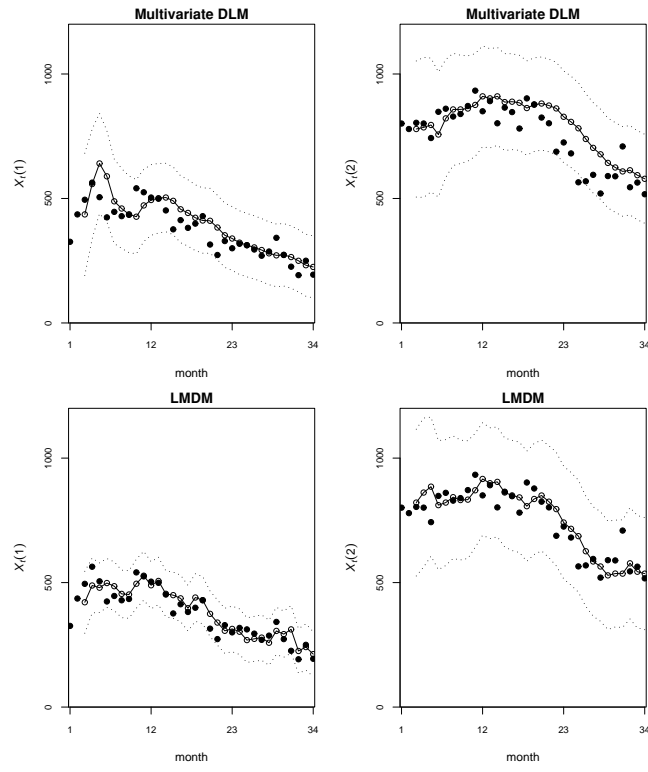 Multivariate DLM
X_t(1)
1000
500
0
1 12 23 34
month
Multivariate DLM
X_t(2)
1000
500
0
1 12 23 34
month
LMDM
X_t(1)
1000
500
0
1 12 23 34
month
LMDM
X_t(2)
1000
500
0
1 12 23 34
month